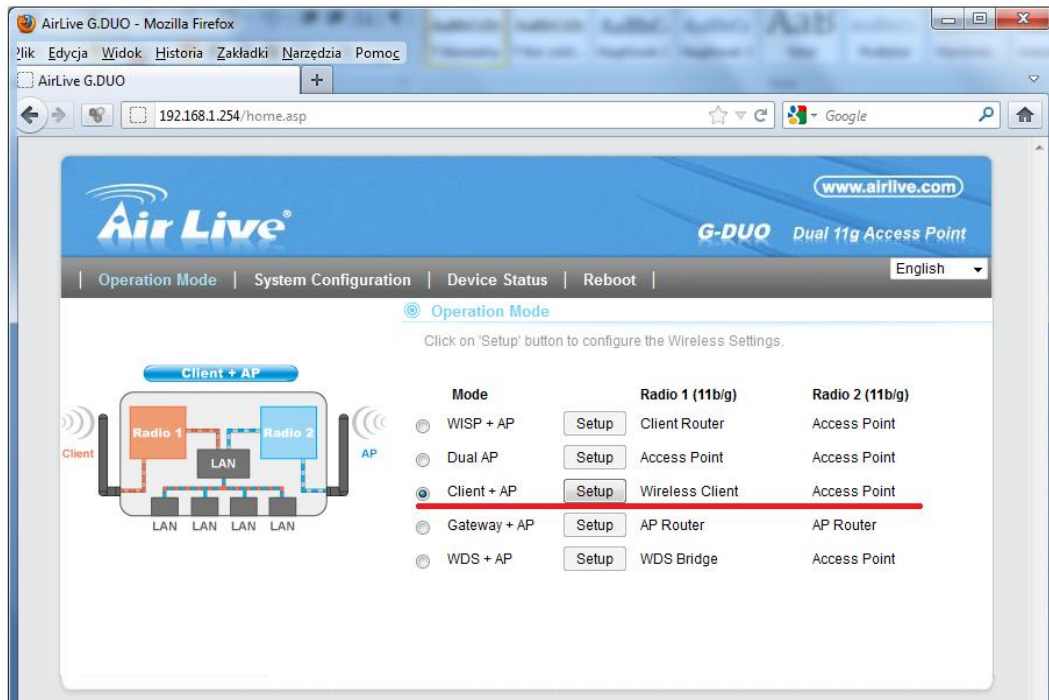 AirLive G.DUO - Mozilla Firefox
Plik Edycja Widok Historia Zakładki Narzędzia Pomoc
AirLive G.DUO
192.168.1.254/home.asp
Google
www.airlive.com
Air Live®
G-DUO Dual 11g Access Point
Operation Mode | System Configuration | Device Status | Reboot |
English
Operation Mode
Click on 'Setup' button to configure the Wireless Settings.
Client + AP
Radio 1
Radio 2
Client
AP
LAN
LAN LAN LAN LAN
Mode Radio 1 (11b/g) Radio 2 (11b/g)
WISP + AP Setup Client Router Access Point
Dual AP Setup Access Point Access Point
Client + AP Setup Wireless Client Access Point
Gateway + AP Setup AP Router AP Router
WDS + AP Setup WDS Bridge Access Point